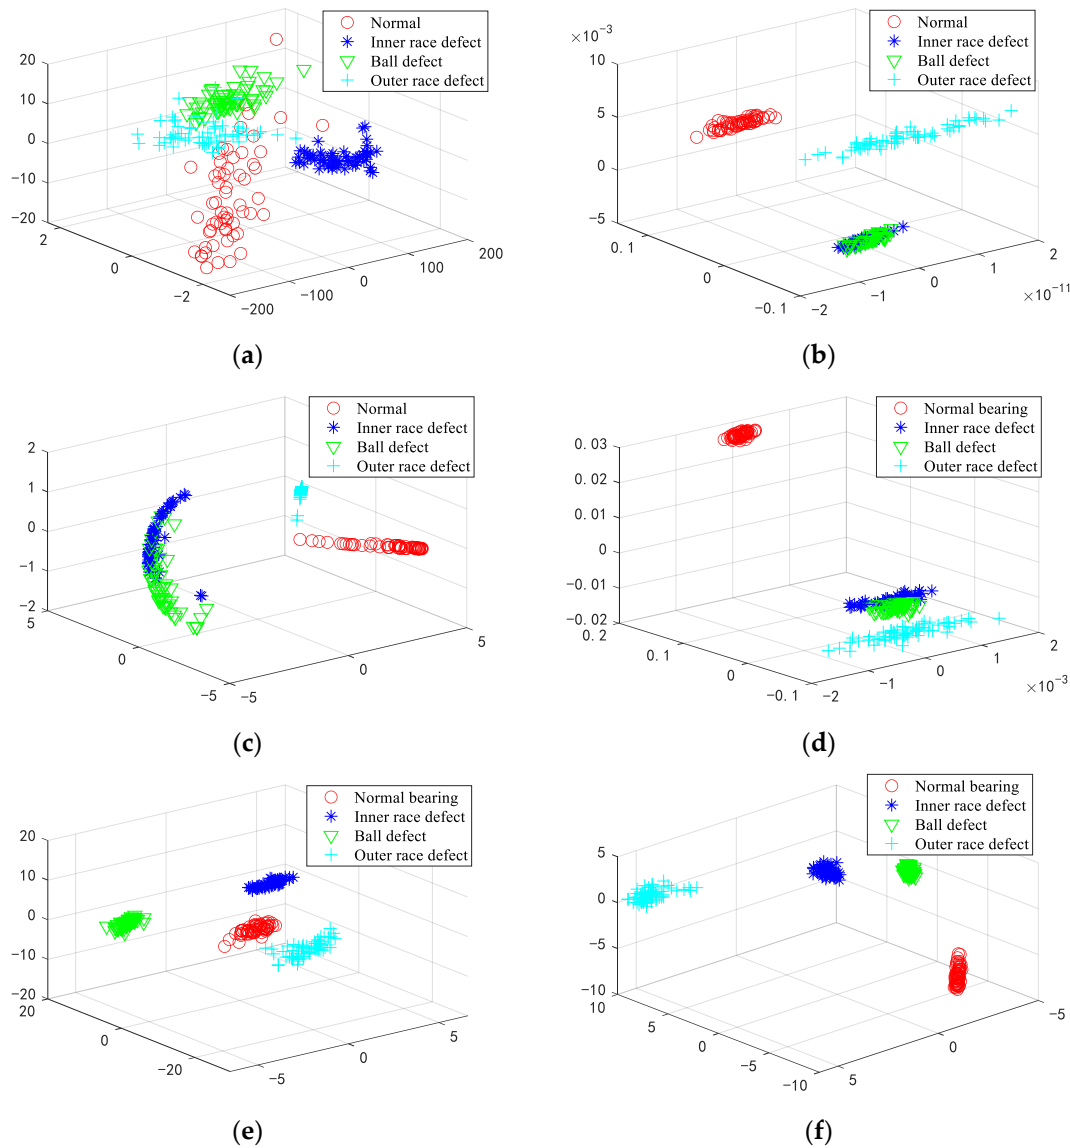 Normal
Inner race defect
Ball defect
Outer race defect
20
10
0
−10
−20
2
0
−2
−200
−100
0
100
200
(a)
×10⁻³
Normal
Inner race defect
Ball defect
Outer race defect
10
5
0
−5
0.1
0
−0.1
−2
−1
0
1
2
×10⁻¹¹
(b)
Normal
Inner race defect
Ball defect
Outer race defect
2
1
0
−1
−2
5
0
−5
−5
0
5
(c)
Normal bearing
Inner race defect
Ball defect
Outer race defect
0.03
0.02
0.01
0
−0.01
−0.02
0.2
0.1
0
−0.1
−2
−1
0
1
2
×10⁻³
(d)
Normal bearing
Inner race defect
Ball defect
Outer race defect
20
10
0
−10
−20
20
0
−20
−5
0
5
(e)
Normal bearing
Inner race defect
Ball defect
Outer race defect
5
0
−5
−10
10
5
0
−5
−10
5
0
−5
(f)